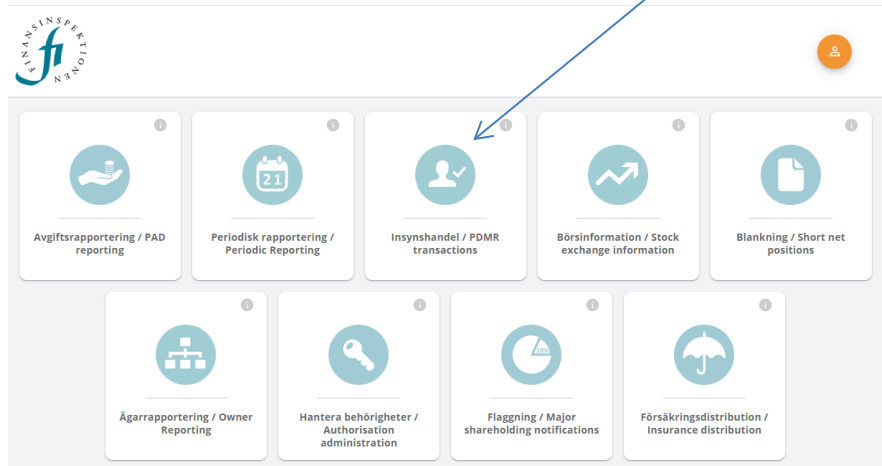 FINANSINSPEKTIONEN
fi
Avgiftsrapportering / PAD
reporting
21
Periodisk rapportering /
Periodic Reporting
Insynshandel / PDMR
transactions
Börsinformation / Stock
exchange information
Blankning / Short net
positions
Ägarrapportering / Owner
Reporting
Hantera behörigheter /
Authorisation
administration
Flaggning / Major
shareholding notifications
Försäkringsdistribution /
Insurance distribution